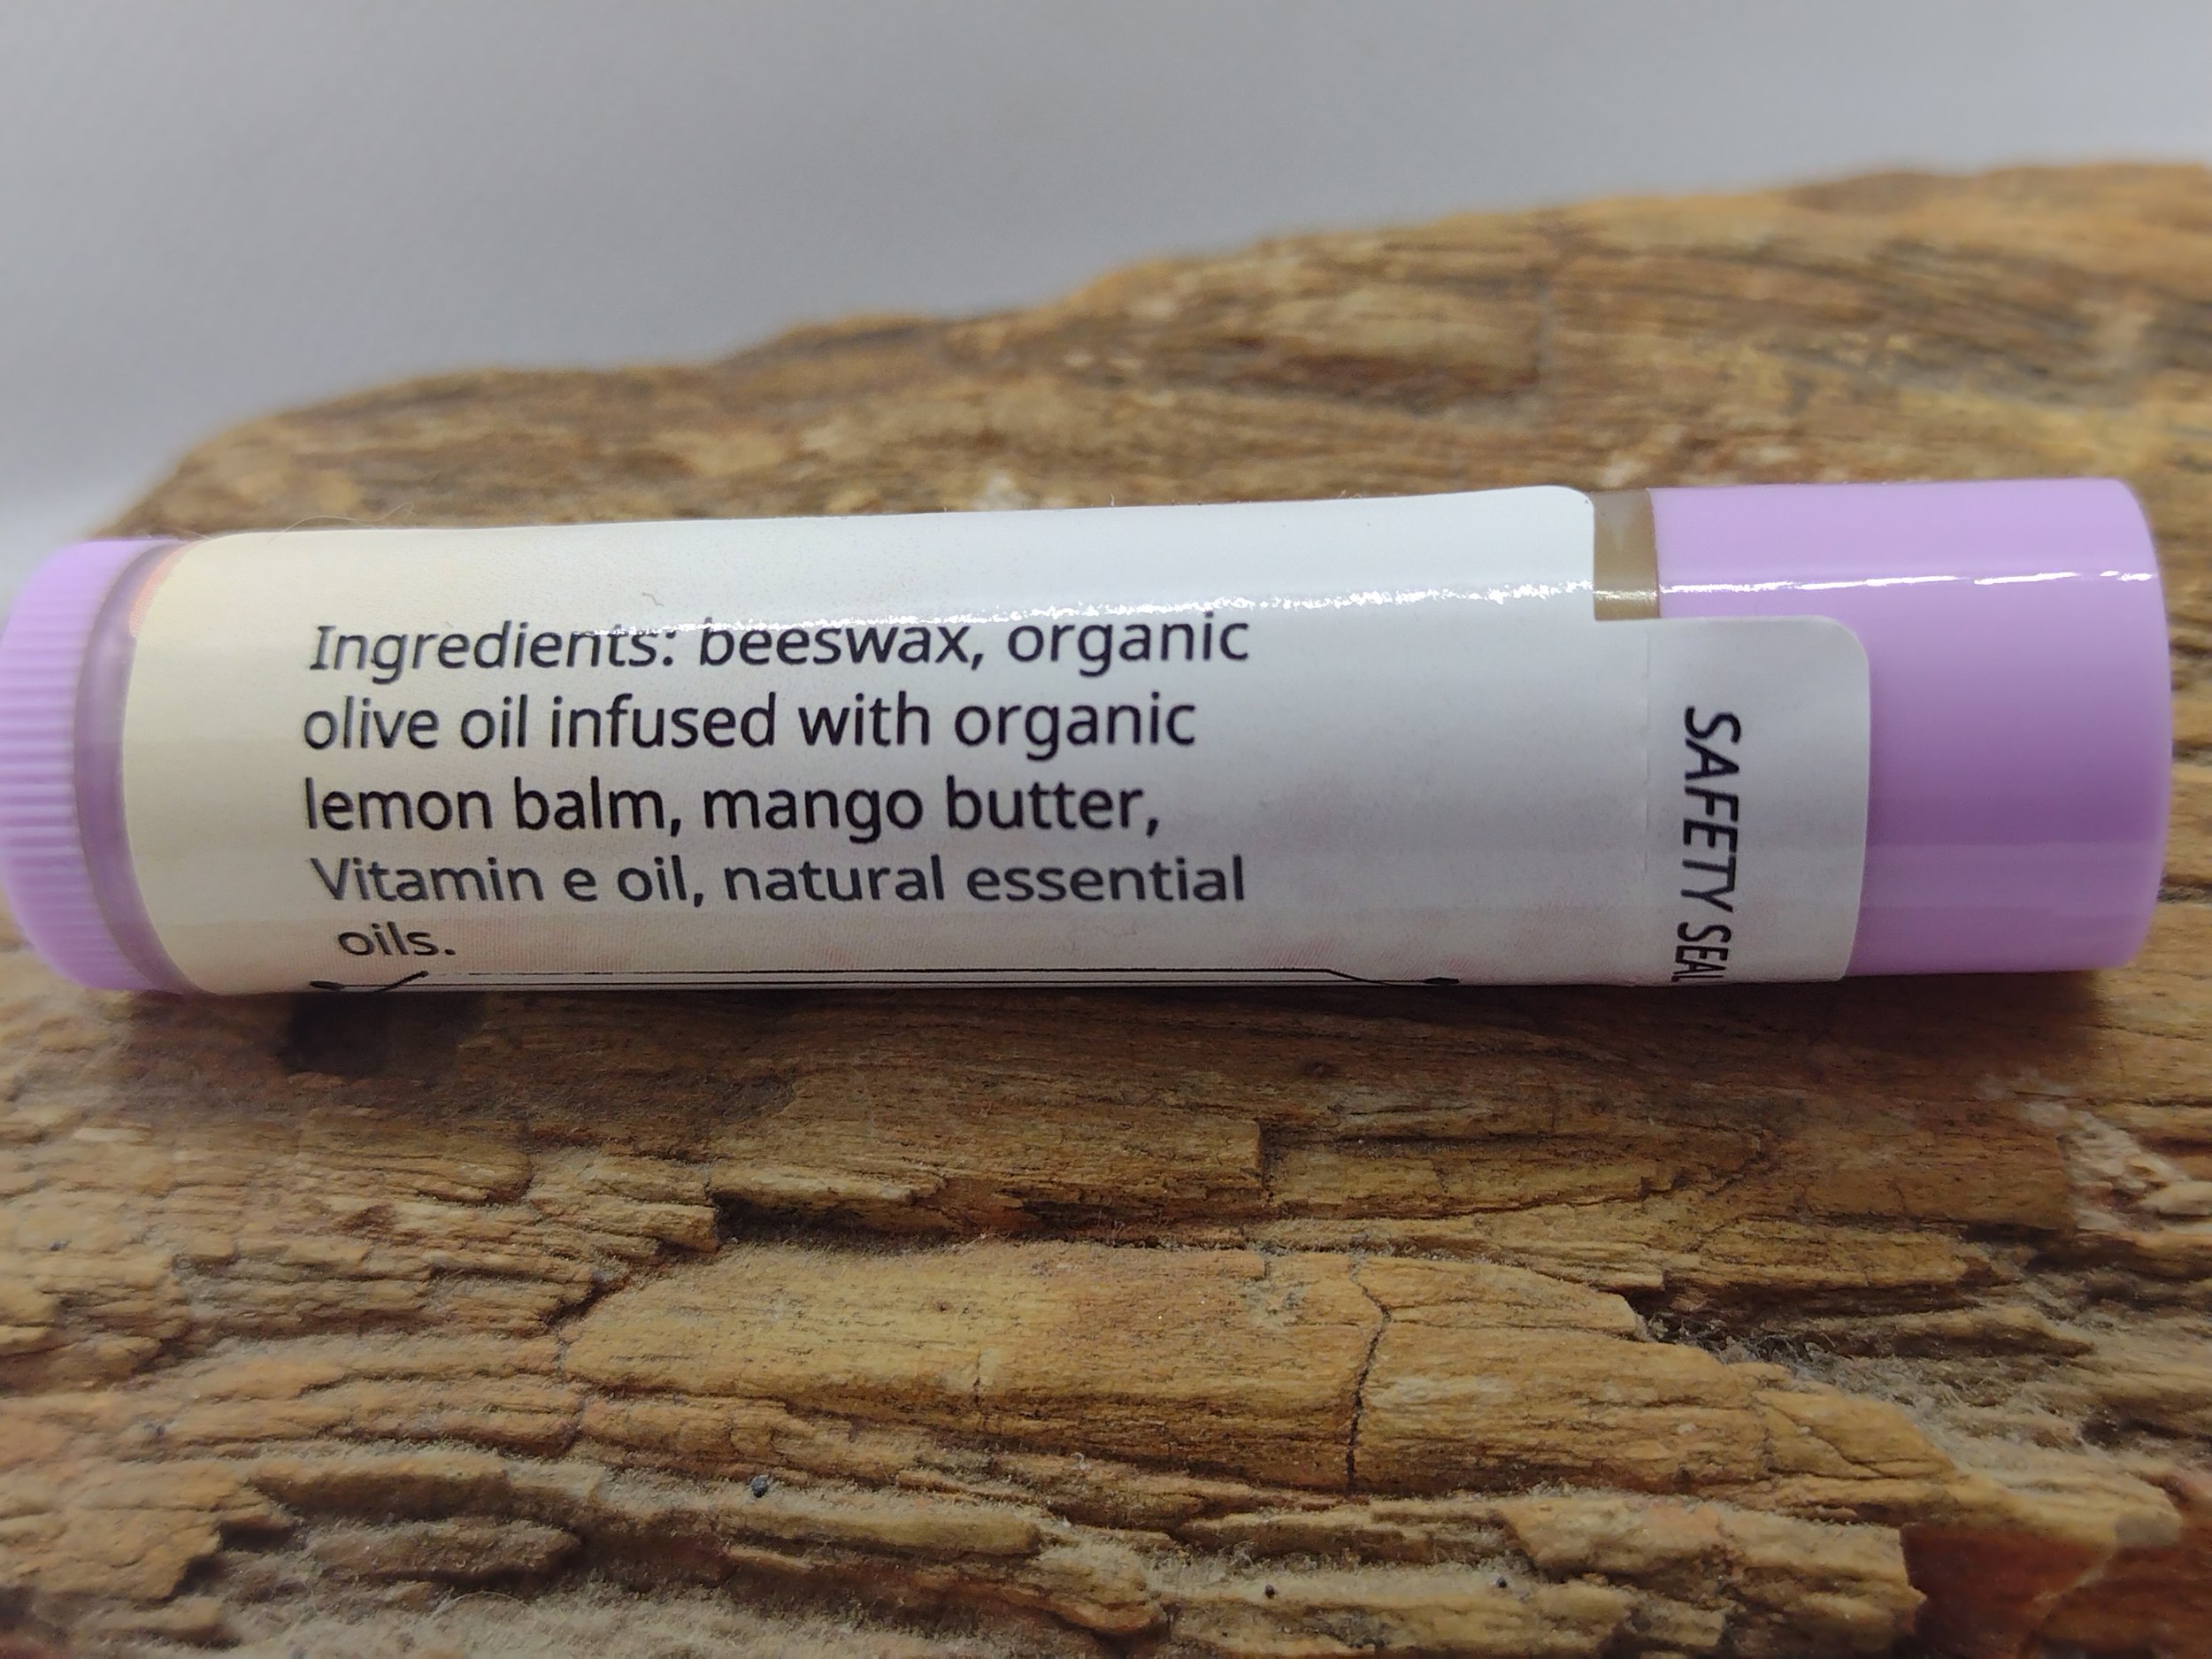 Ingredients: beeswax, organic
olive oil infused with organic
lemon balm, mango butter,
Vitamin e oil, natural essential
oils.
SAFETY SEAL